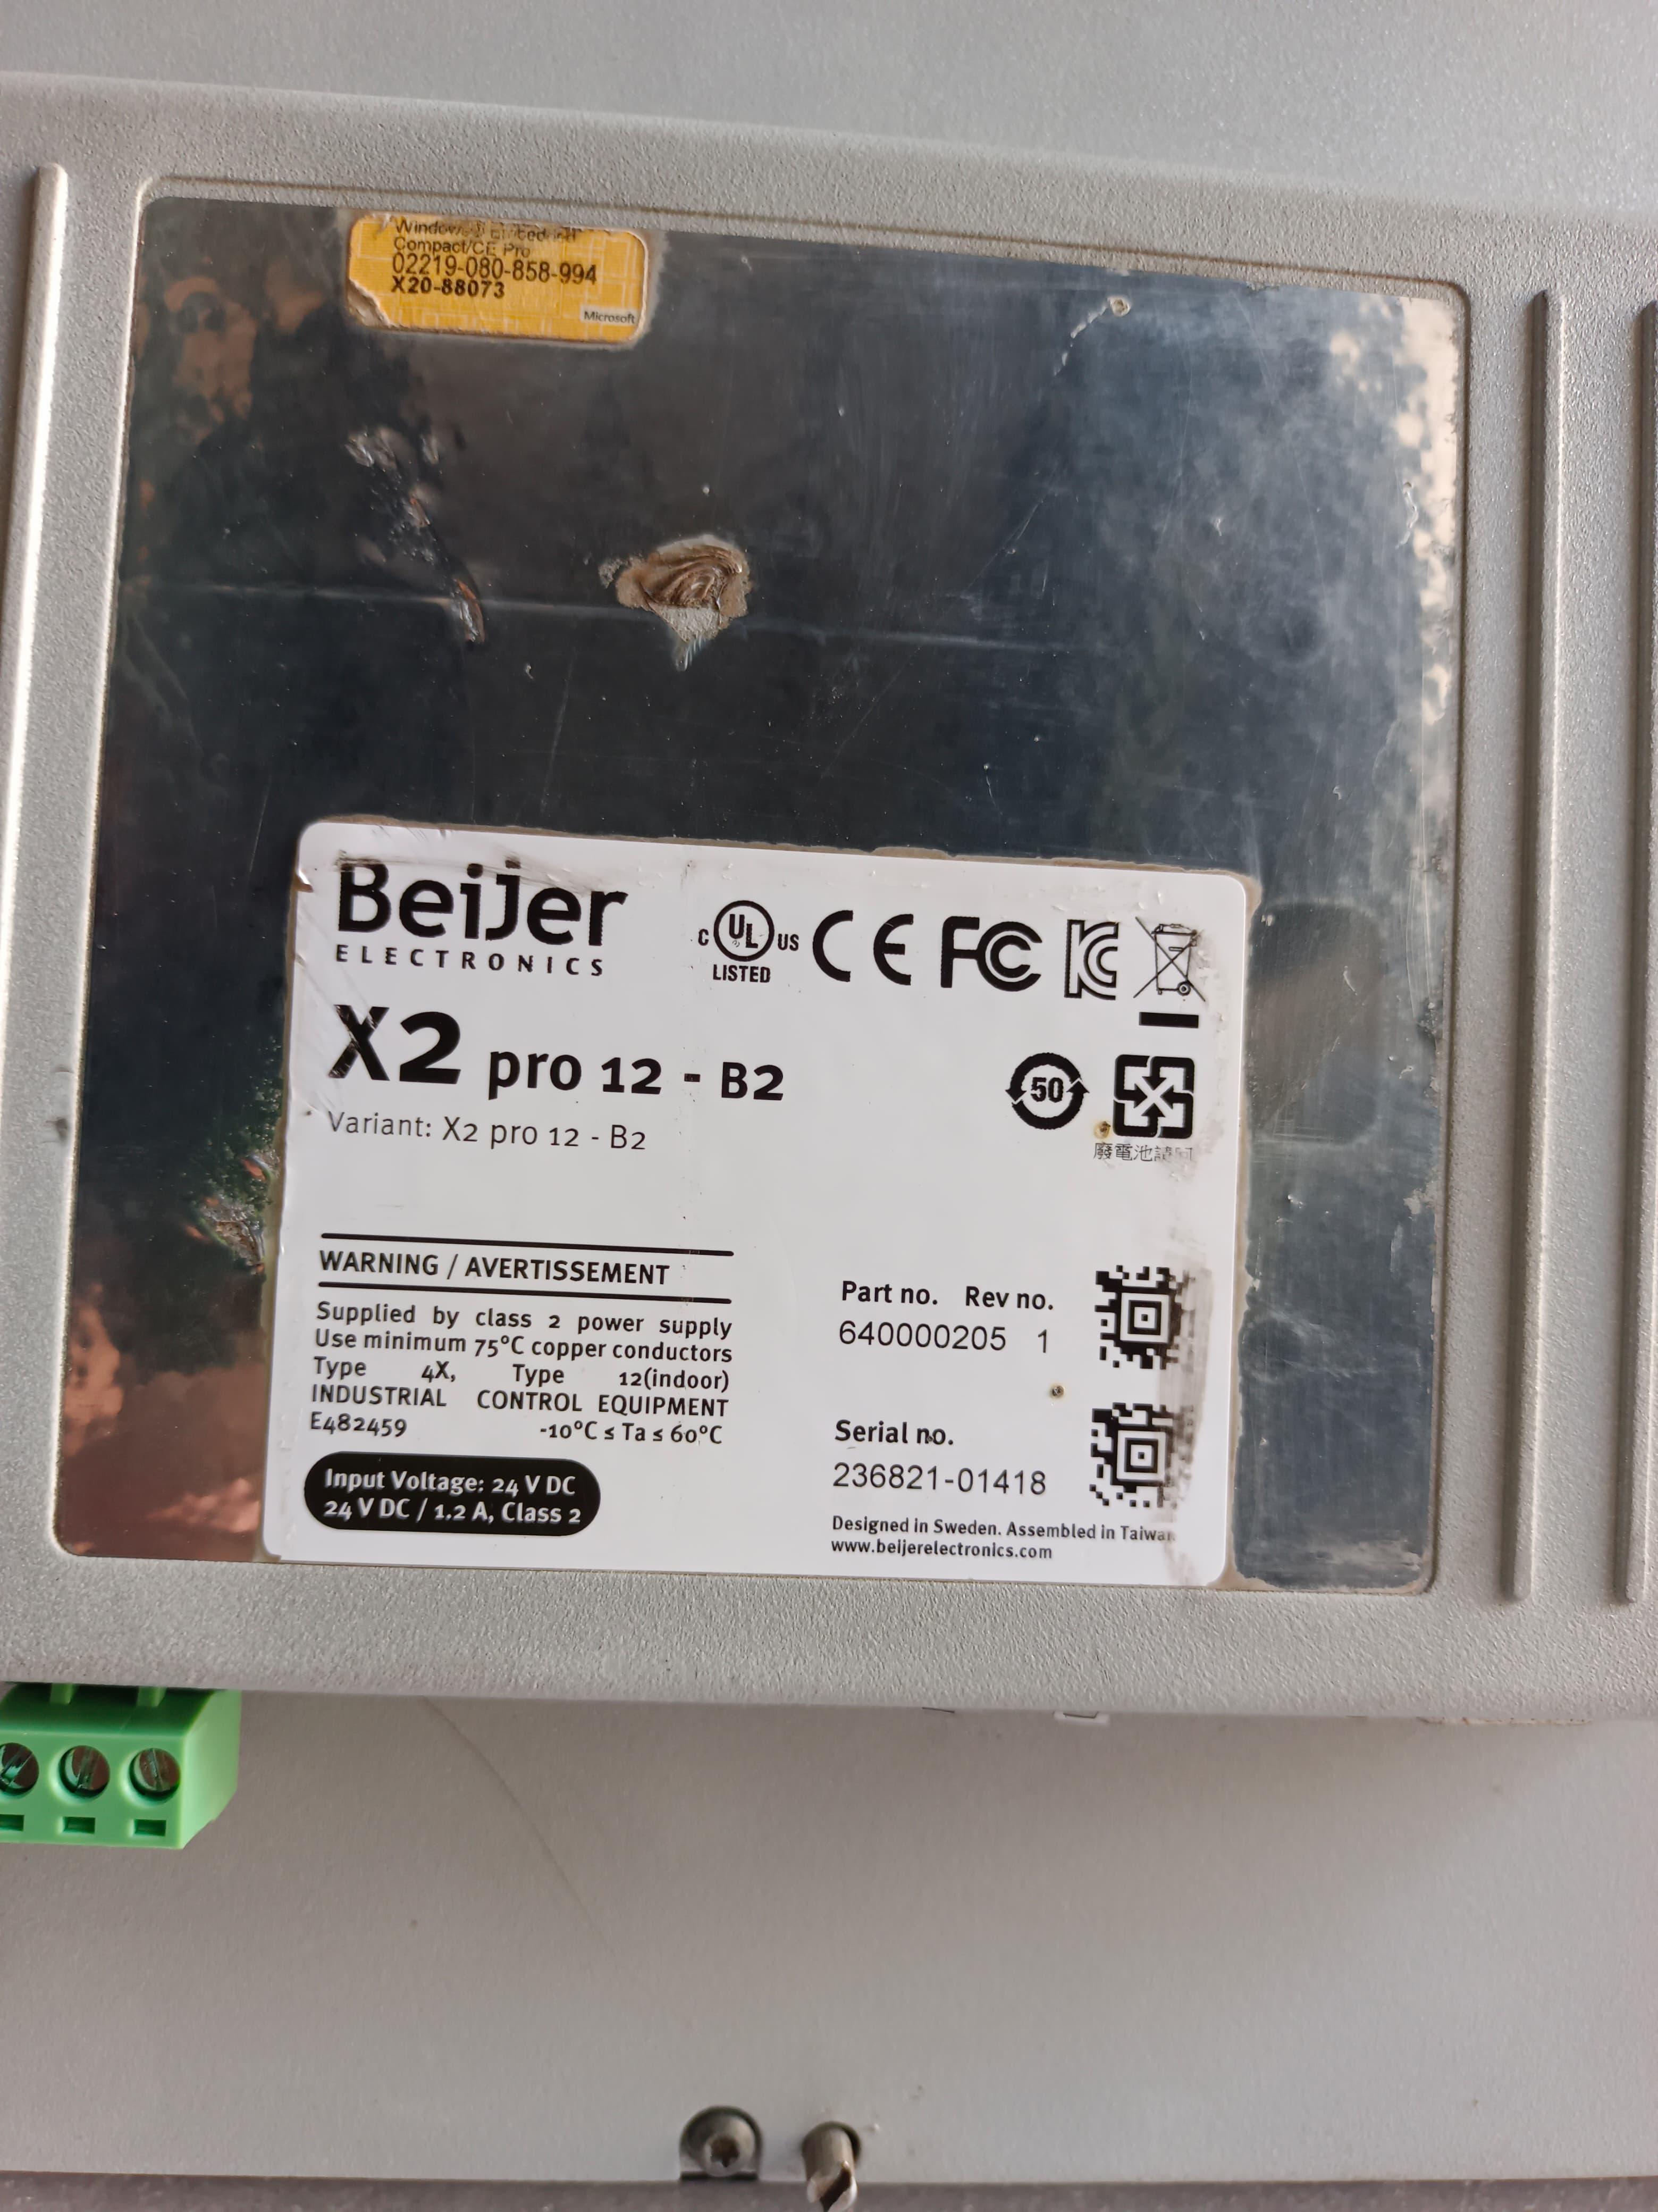 Compact/CE Pro
02219-080-858-994
X20-88073
Microsoft
Beijer
ELECTRONICS
C UL US
LISTED
CE FC
X2 pro 12 - B2
50
Variant: X2 pro 12 - B2
廢電池請
WARNING / AVERTISSEMENT
Supplied by class 2 power supply
Use minimum 75°C copper conductors
Type 4X, Type 12(indoor)
INDUSTRIAL CONTROL EQUIPMENT
E482459 -10°C ≤ Ta ≤ 60°C
Input Voltage: 24 V DC
24 V DC / 1.2 A, Class 2
Part no. Rev no.
640000205 1
Serial no.
236821-01418
Designed in Sweden. Assembled in Taiwan
www.beijerelectronics.com